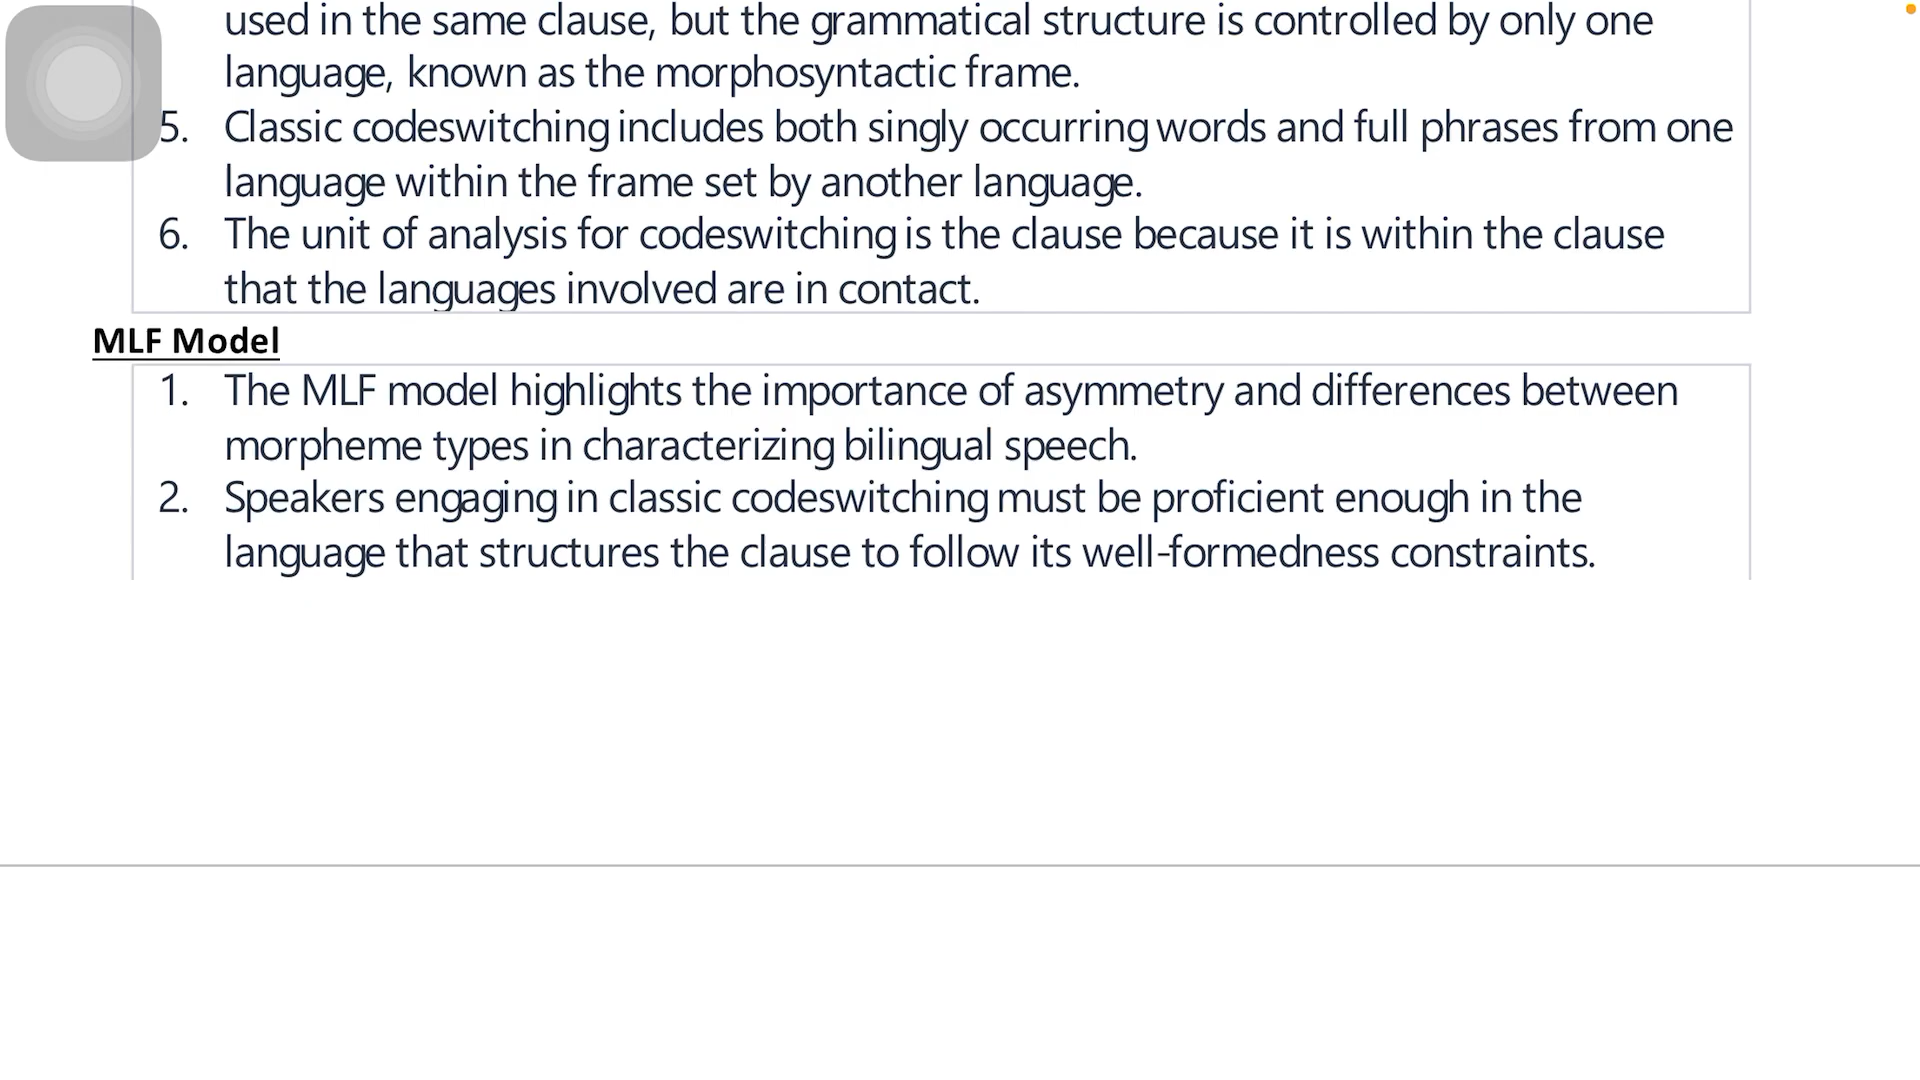 used in the same clause, but the grammatical structure is controlled by only one
language, known as the morphosyntactic frame.
5. Classic codeswitching includes both singly occurring words and full phrases from one
language within the frame set by another language.
6. The unit of analysis for codeswitching is the clause because it is within the clause
that the languages involved are in contact.
MLF Model
1. The MLF model highlights the importance of asymmetry and differences between
morpheme types in characterizing bilingual speech.
2. Speakers engaging in classic codeswitching must be proficient enough in the
language that structures the clause to follow its well-formedness constraints.